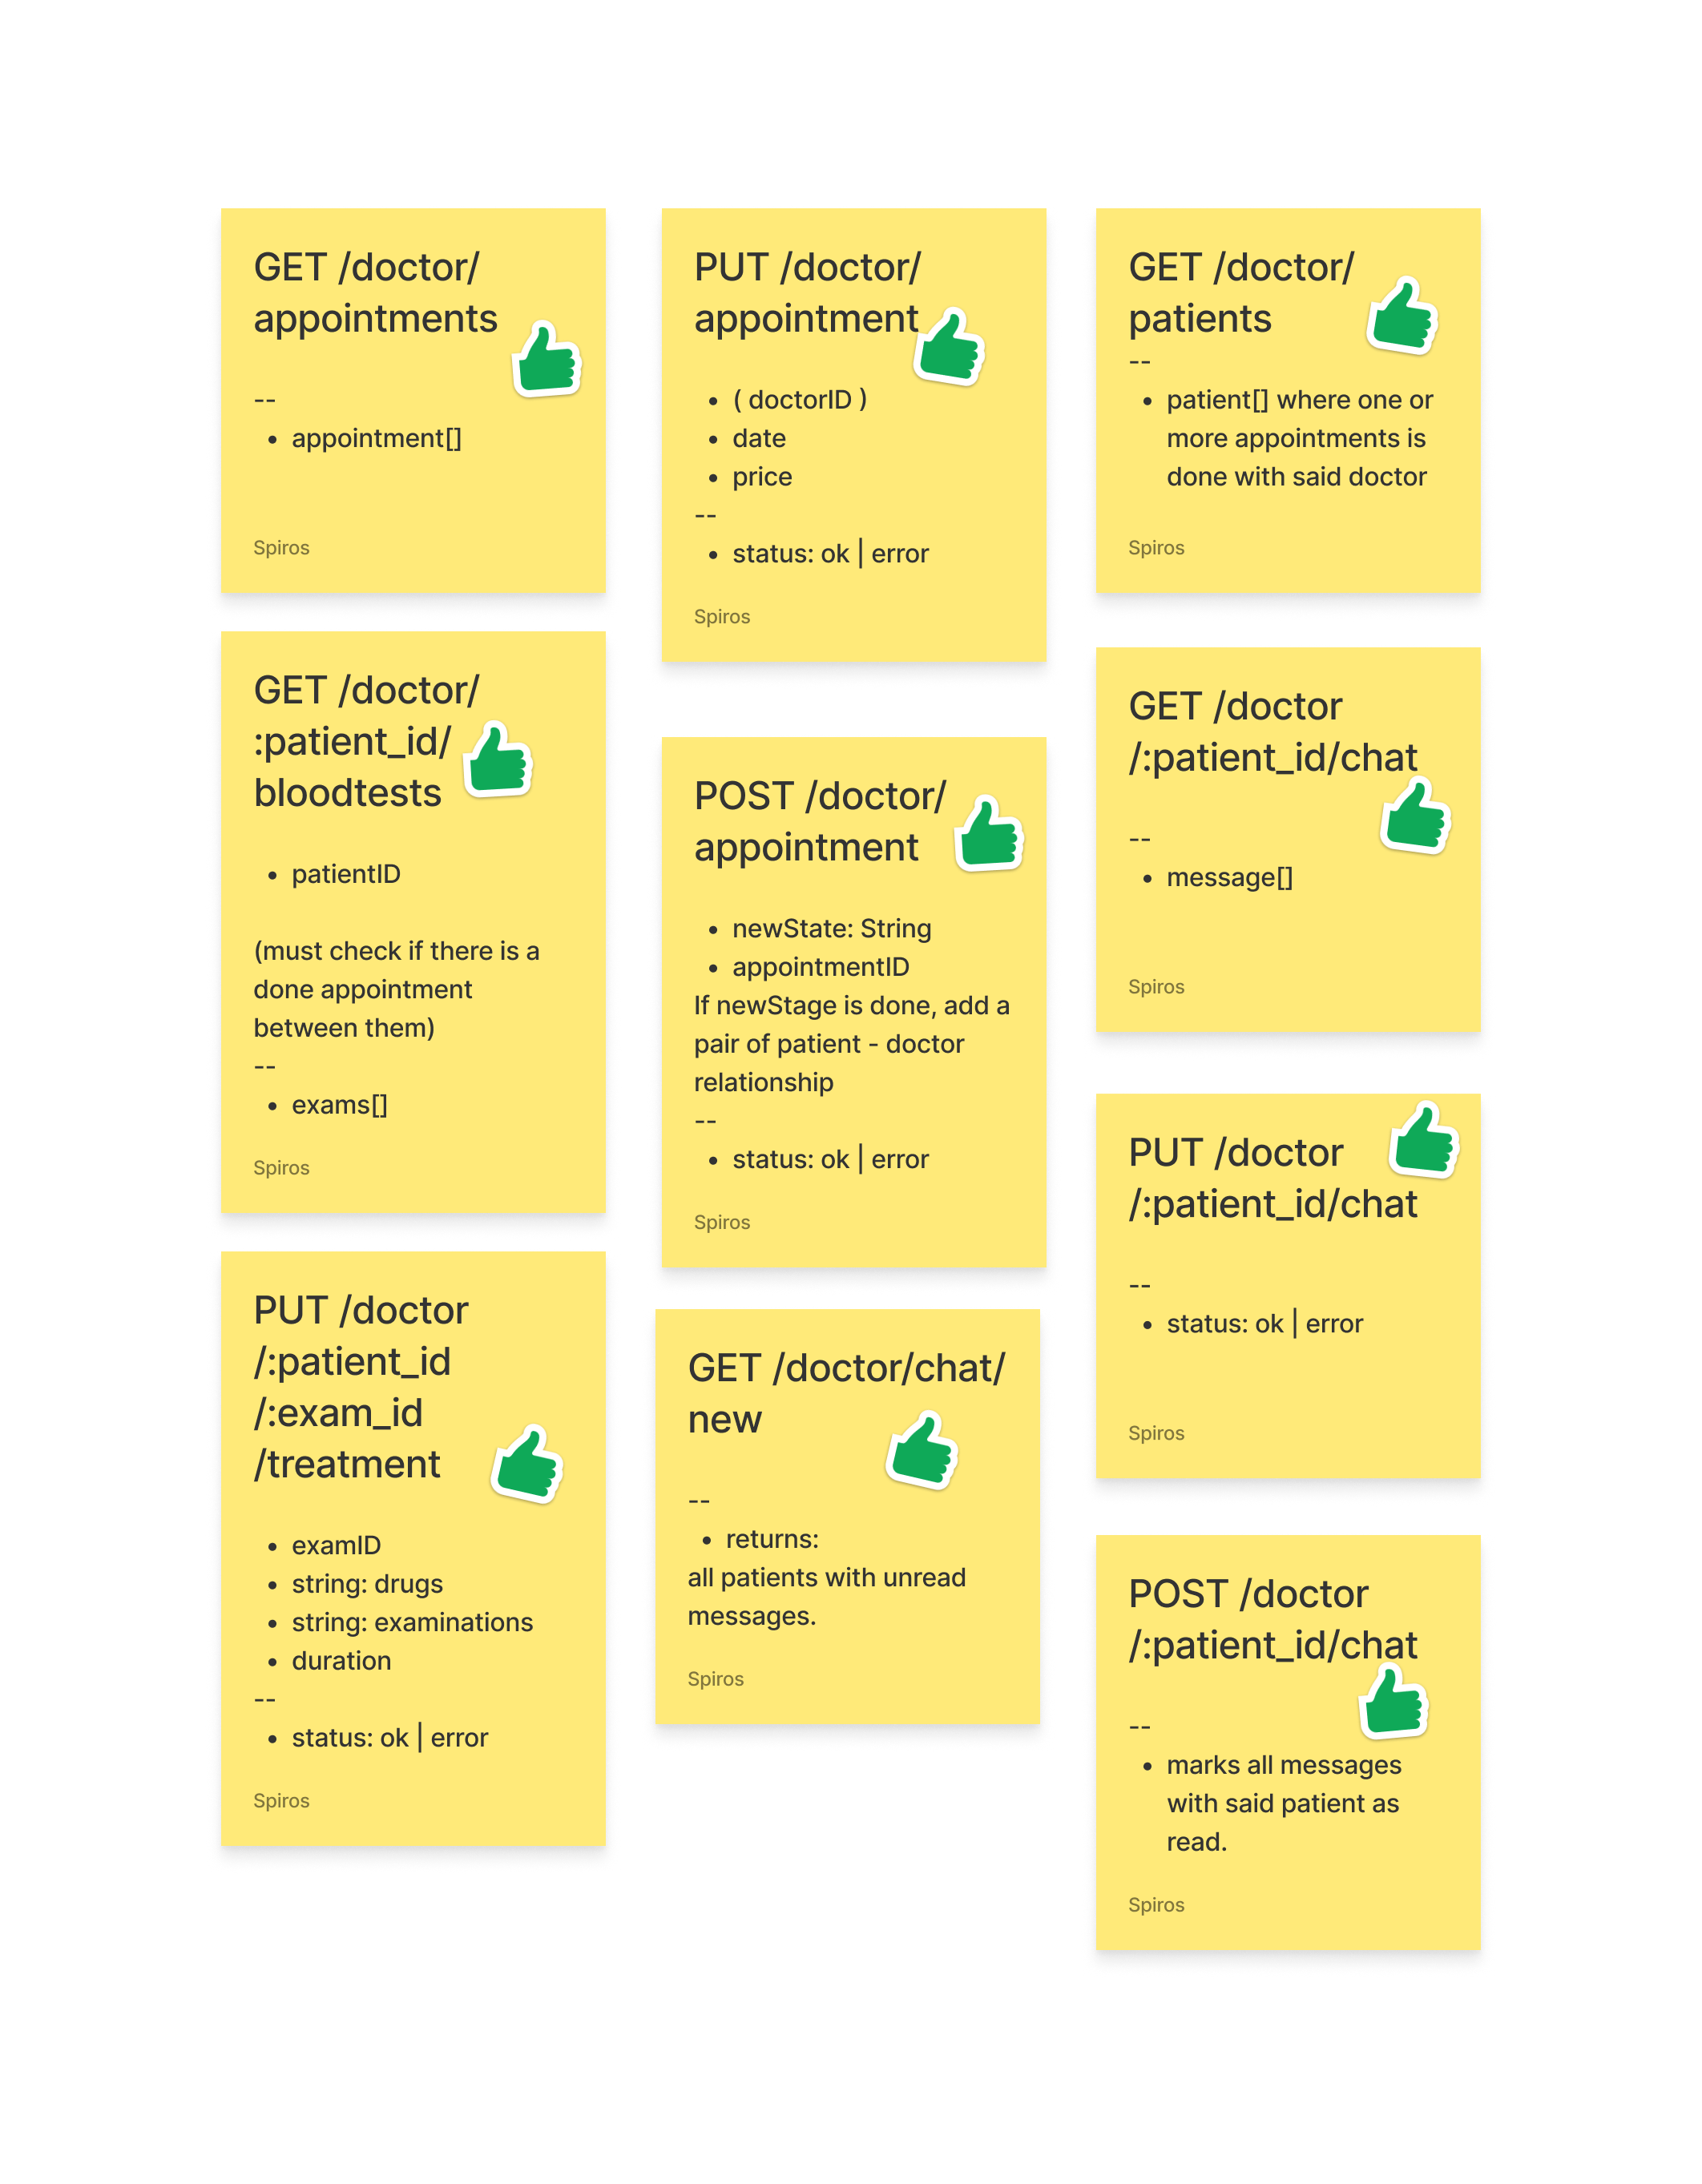 GET /doctor/
appointments
--
• appointment[]
Spiros
PUT /doctor/
appointment
• ( doctorID )
• date
• price
--
• status: ok | error
Spiros
GET /doctor/
patients
--
• patient[] where one or
more appointments is
done with said doctor
Spiros
GET /doctor/
:patient_id/
bloodtests
• patientID
(must check if there is a
done appointment
between them)
--
• exams[]
Spiros
POST /doctor/
appointment
• newState: String
• appointmentID
If newStage is done, add a
pair of patient - doctor
relationship
--
• status: ok | error
Spiros
GET /doctor
/:patient_id/chat
--
• message[]
Spiros
PUT /doctor
/:patient_id/chat
--
• status: ok | error
Spiros
PUT /doctor
/:patient_id
/:exam_id
/treatment
• examID
• string: drugs
• string: examinations
• duration
--
• status: ok | error
Spiros
GET /doctor/chat/
new
--
• returns:
all patients with unread
messages.
Spiros
POST /doctor
/:patient_id/chat
--
• marks all messages
with said patient as
read.
Spiros